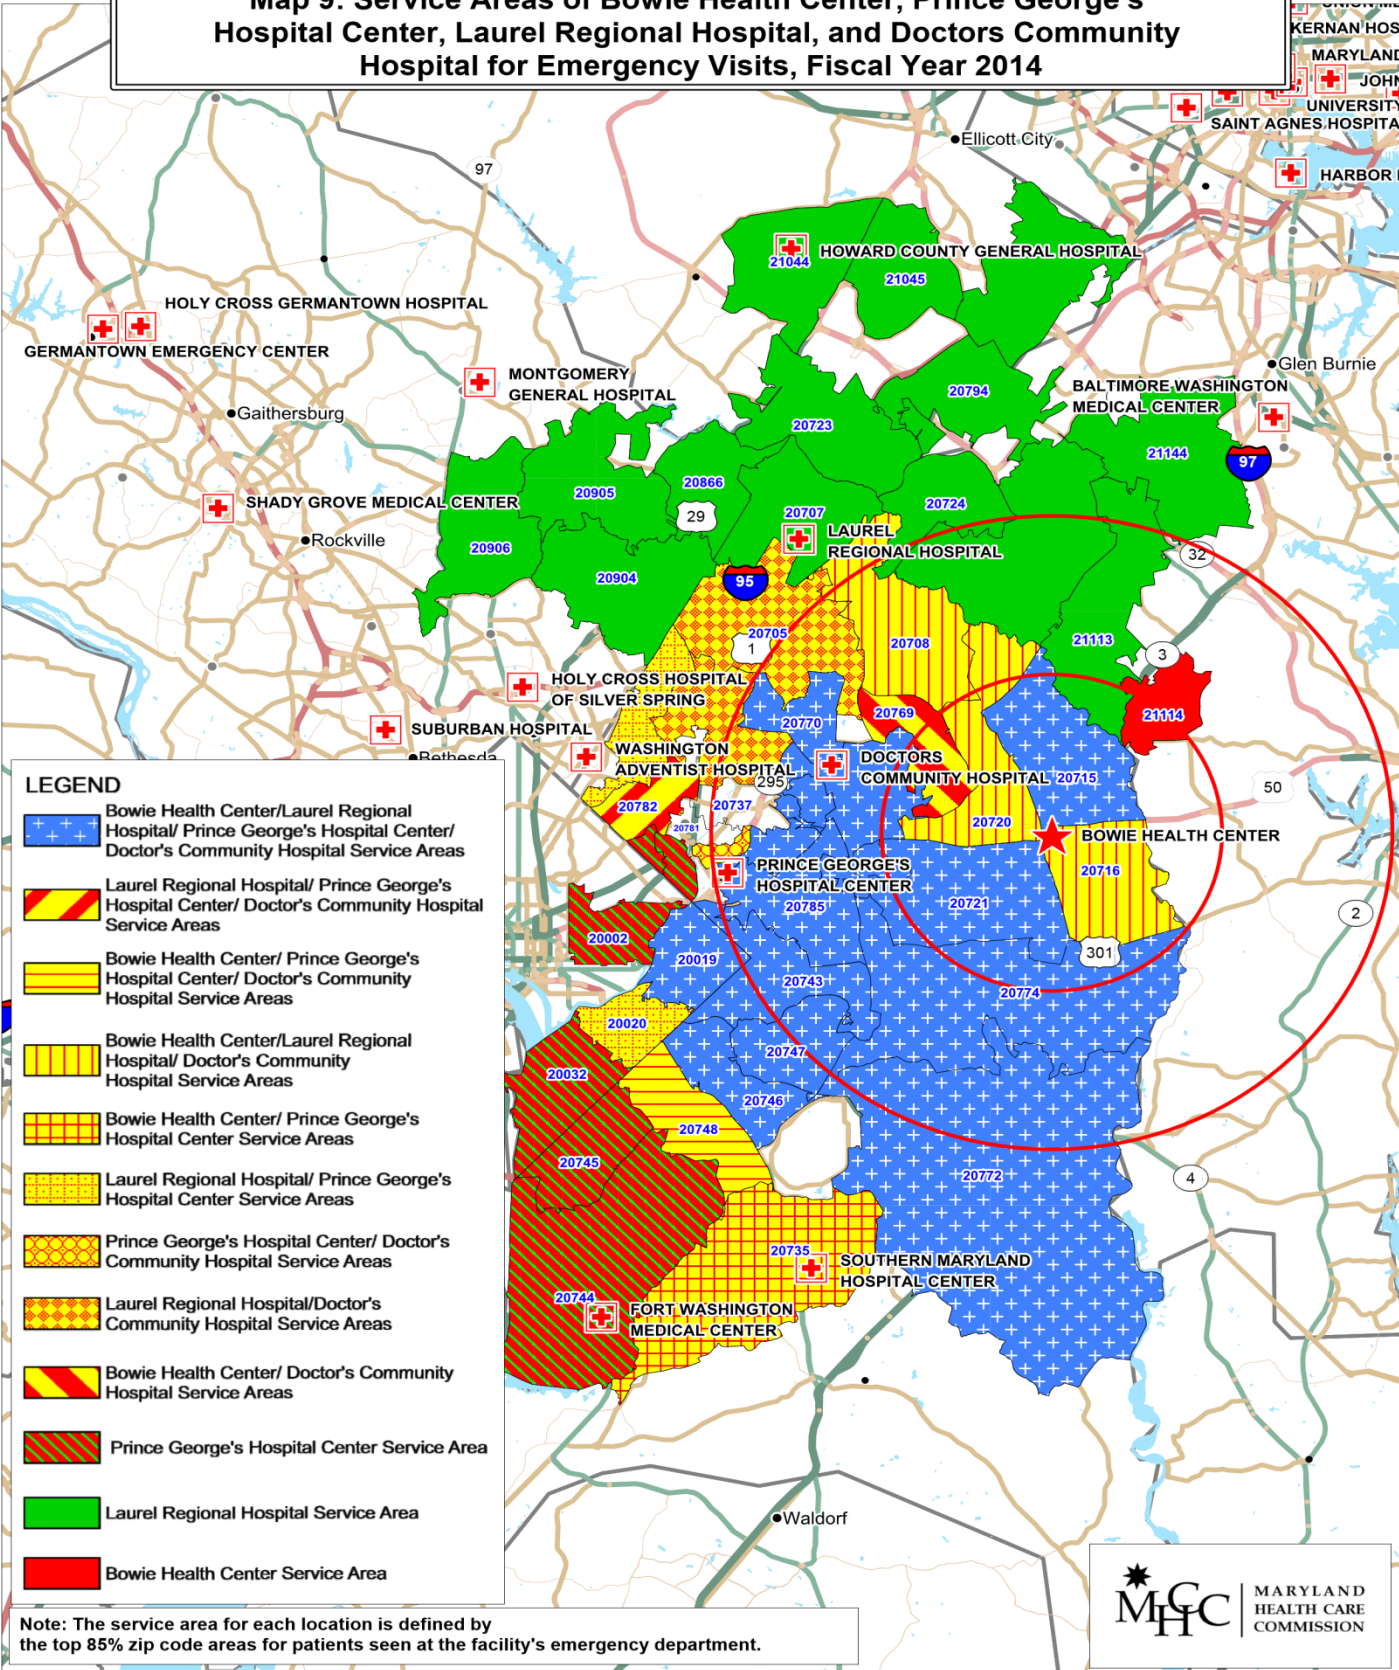 Map 9: Service Areas of Bowie Health Center, Prince George's
Hospital Center, Laurel Regional Hospital, and Doctors Community
Hospital for Emergency Visits, Fiscal Year 2014
KERNAN HOS
MARYLAND
JOHN
UNIVERSITY
SAINT AGNES HOSPITA
HARBOR
Ellicott City
97
HOWARD COUNTY GENERAL HOSPITAL
21044
21045
HOLY CROSS GERMANTOWN HOSPITAL
GERMANTOWN EMERGENCY CENTER
MONTGOMERY
GENERAL HOSPITAL
Gaithersburg
Glen Burnie
BALTIMORE WASHINGTON
MEDICAL CENTER
20794
20723
21144
97
20866
20905
SHADY GROVE MEDICAL CENTER
20724
29
20707
LAUREL
REGIONAL HOSPITAL
Rockville
20906
32
20904
95
20705
1
20708
21113
3
HOLY CROSS HOSPITAL
OF SILVER SPRING
20769
21114
20770
SUBURBAN HOSPITAL
WASHINGTON
ADVENTIST HOSPITAL
DOCTORS
COMMUNITY HOSPITAL
Bethesda
20715
295
50
20782
20737
20781
20720
BOWIE HEALTH CENTER
PRINCE GEORGE'S
HOSPITAL CENTER
20716
20785
20721
2
20002
301
20019
20743
20774
20020
20747
20032
20746
20748
20745
20772
4
20735
SOUTHERN MARYLAND
HOSPITAL CENTER
20744
FORT WASHINGTON
MEDICAL CENTER
Waldorf
LEGEND
Bowie Health Center/Laurel Regional
Hospital/ Prince George's Hospital Center/
Doctor's Community Hospital Service Areas
Laurel Regional Hospital/ Prince George's
Hospital Center/ Doctor's Community Hospital
Service Areas
Bowie Health Center/ Prince George's
Hospital Center/ Doctor's Community
Hospital Service Areas
Bowie Health Center/Laurel Regional
Hospital/ Doctor's Community
Hospital Service Areas
Bowie Health Center/ Prince George's
Hospital Center Service Areas
Laurel Regional Hospital/ Prince George's
Hospital Center Service Areas
Prince George's Hospital Center/ Doctor's
Community Hospital Service Areas
Laurel Regional Hospital/Doctor's
Community Hospital Service Areas
Bowie Health Center/ Doctor's Community
Hospital Service Areas
Prince George's Hospital Center Service Area
Laurel Regional Hospital Service Area
Bowie Health Center Service Area
Note: The service area for each location is defined by
the top 85% zip code areas for patients seen at the facility's emergency department.
MHCC
MARYLAND
HEALTH CARE
COMMISSION